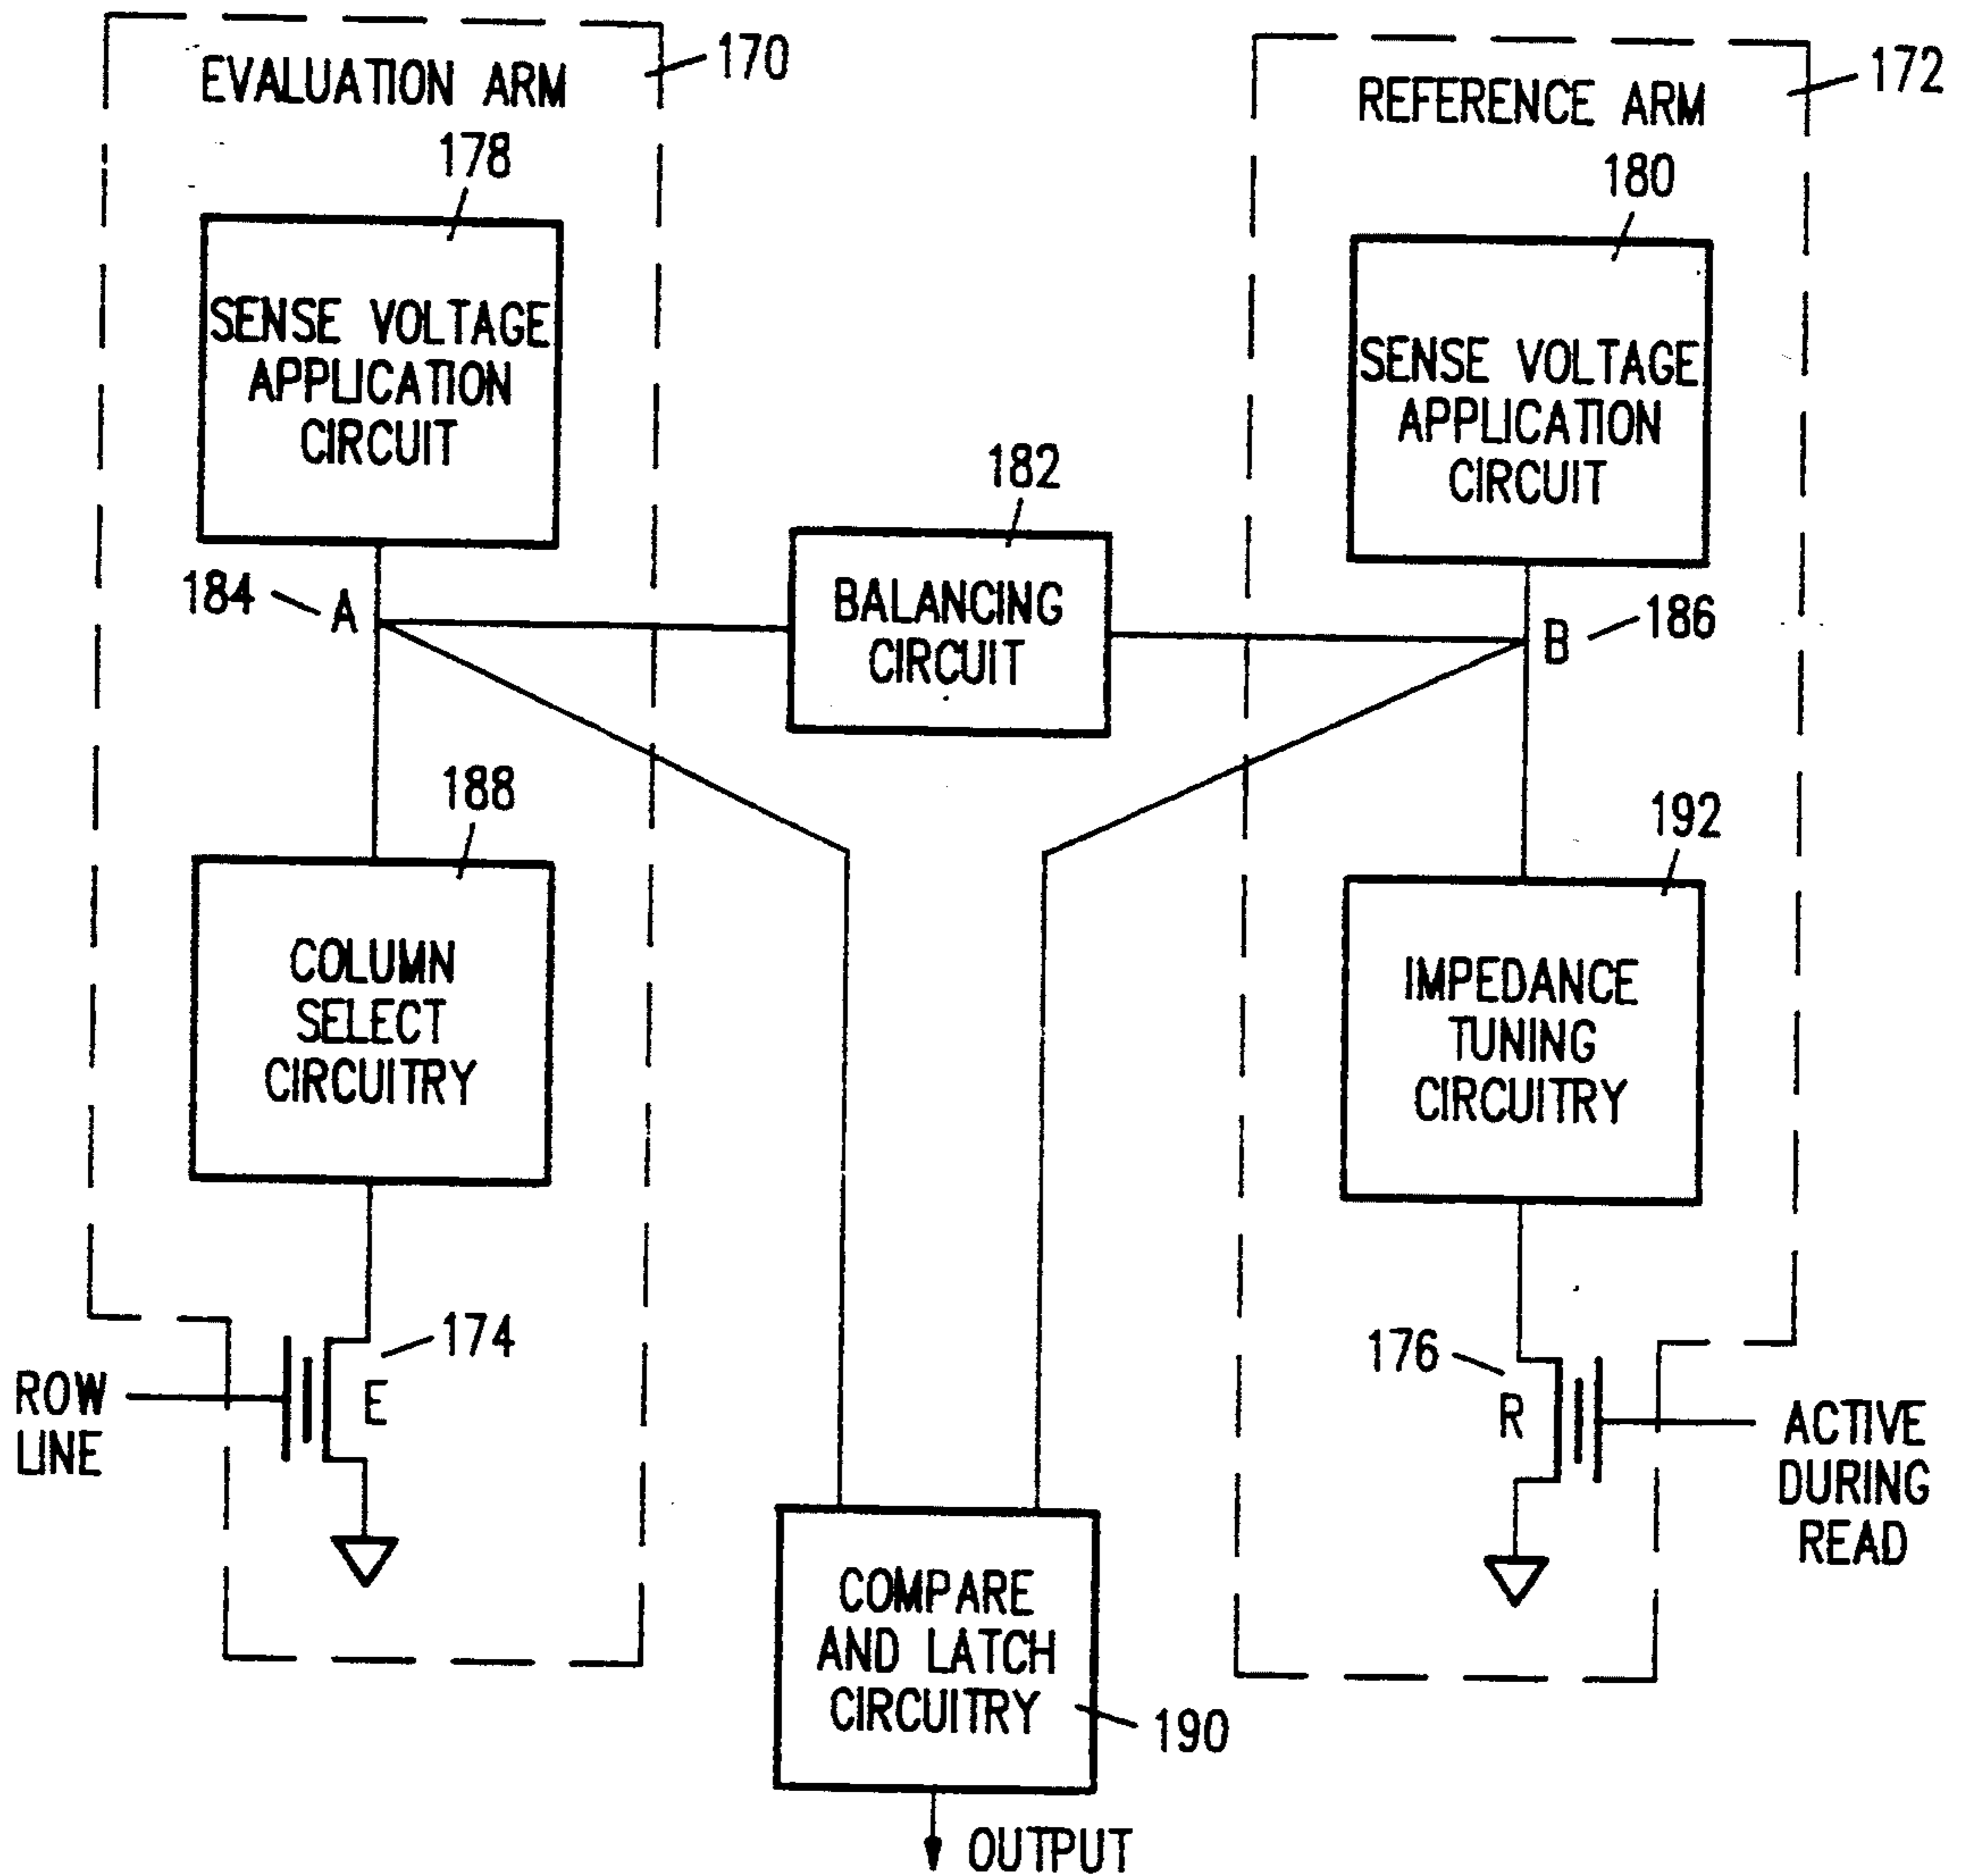 EVALUATION ARM
170
178
SENSE VOLTAGE
APPLICATION
CIRCUIT
184
A
188
COLUMN
SELECT
CIRCUITRY
174
E
ROW
LINE
182
BALANCING
CIRCUIT
COMPARE
AND LATCH
CIRCUITRY
190
OUTPUT
REFERENCE ARM
172
180
SENSE VOLTAGE
APPLICATION
CIRCUIT
B
186
192
IMPEDANCE
TUNING
CIRCUITRY
176
R
ACTIVE
DURING
READ